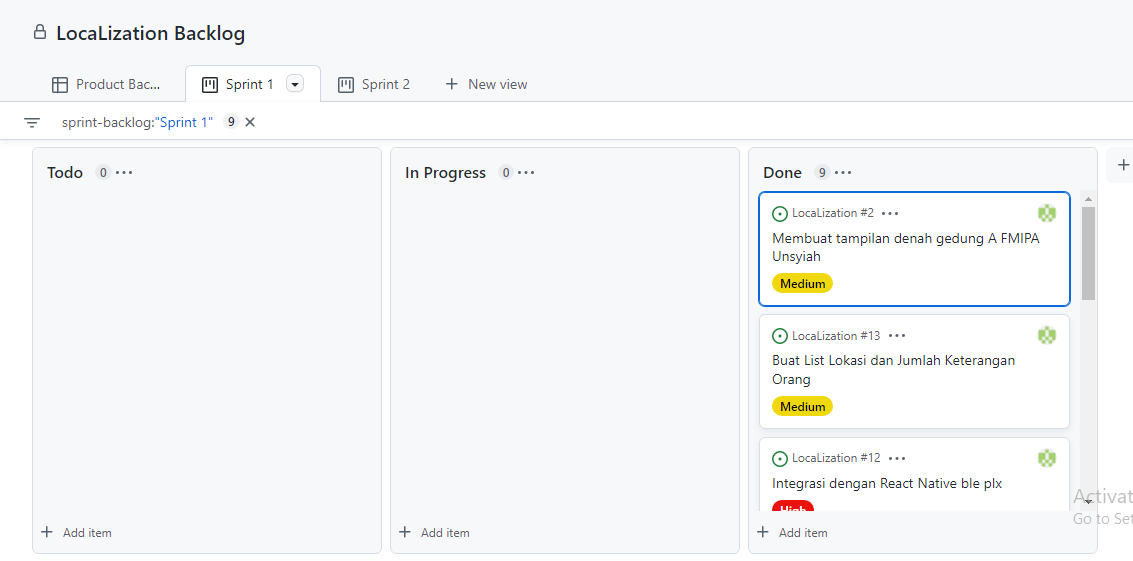 LocaLization Backlog
Product Bac...
Sprint 1
Sprint 2
New view
sprint-backlog:"Sprint 1" 9
Todo 0
Add item
In Progress 0
Add item
Done 9
LocaLization #2
Membuat tampilan denah gedung A FMIPA
Unsyiah
Medium
LocaLization #13
Buat List Lokasi dan Jumlah Keterangan
Orang
Medium
LocaLization #12
Integrasi dengan React Native ble plx
High
Add item
Activat
Go to Set